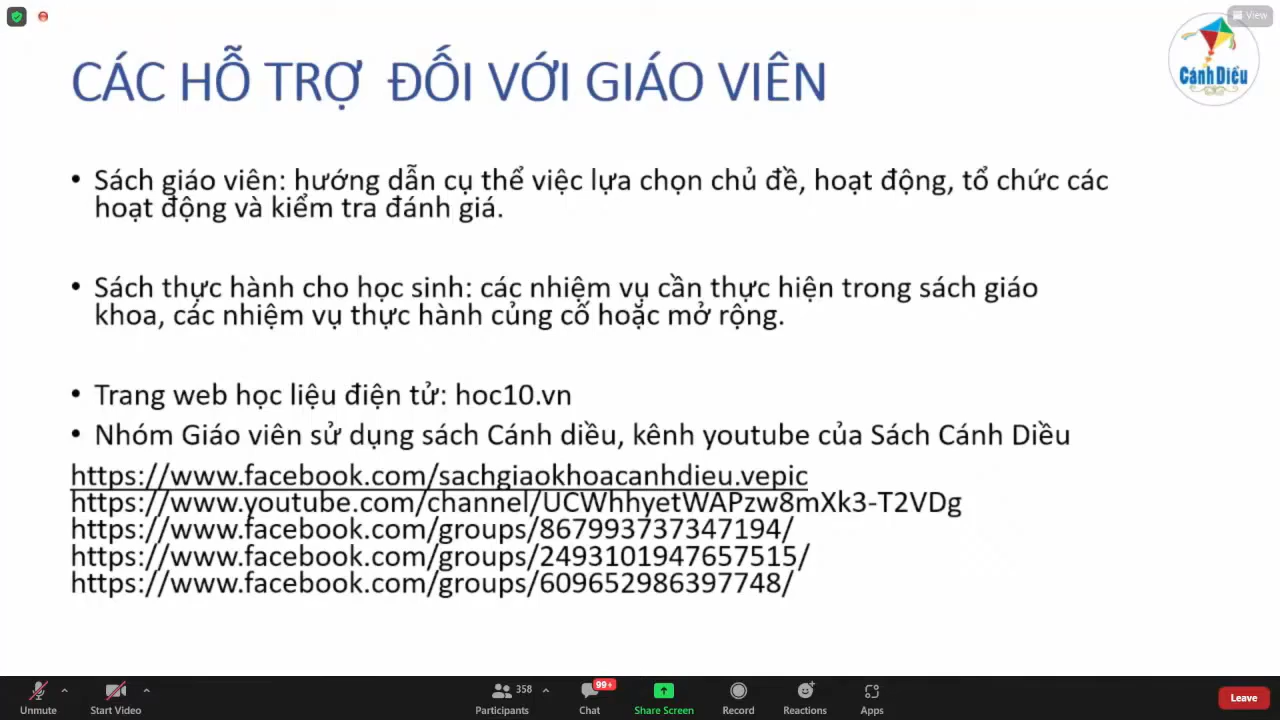 View
CÁC HỖ TRỢ ĐỐI VỚI GIÁO VIÊN
Cánh Diều
• Sách giáo viên: hướng dẫn cụ thể việc lựa chọn chủ đề, hoạt động, tổ chức các
hoạt động và kiểm tra đánh giá.
• Sách thực hành cho học sinh: các nhiệm vụ cần thực hiện trong sách giáo
khoa, các nhiệm vụ thực hành củng cố hoặc mở rộng.
• Trang web học liệu điện tử: hoc10.vn
• Nhóm Giáo viên sử dụng sách Cánh diều, kênh youtube của Sách Cánh Diều
https://www.facebook.com/sachgiaokhoacanhdieu.vepic
https://www.youtube.com/channel/UCWhhyetWAPzw8mXk3-T2VDg
https://www.facebook.com/groups/867993737347194/
https://www.facebook.com/groups/2493101947657515/
https://www.facebook.com/groups/609652986397748/
358
99+
Unmute
Start Video
Participants
Chat
Share Screen
Record
Reactions
Apps
Leave